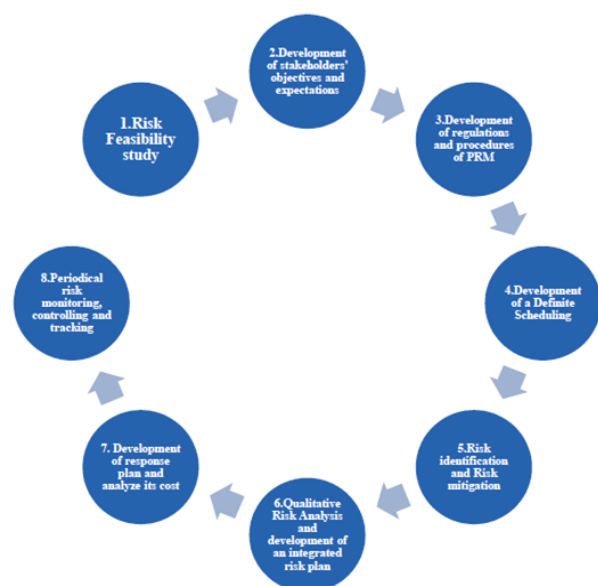 1.Risk
Feasibility
study
2.Development
of stakeholders'
objectives and
expectations
3.Development
of regulations
and procedures
of PRM
4.Development
of a Definite
Scheduling
5.Risk
identification
and Risk
mitigation
6.Qualitative
Risk Analysis
and
development of
an integrated
risk plan
7. Development
of response
plan and
analyze its cost
8.Periodical
risk
monitoring,
controlling and
tracking